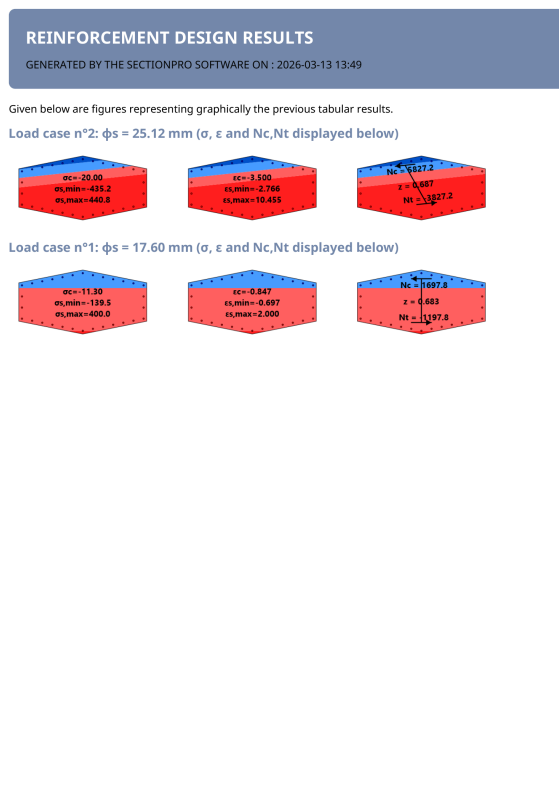 REINFORCEMENT DESIGN RESULTS
GENERATED BY THE SECTIONPRO SOFTWARE ON : 2026-03-13 13:49
Given below are figures representing graphically the previous tabular results.
Load case n°2: ϕs = 25.12 mm (σ, ε and Nc,Nt displayed below)
σc=-20.00
σs,min=-435.2
σs,max=440.8
εc=-3.500
εs,min=-2.766
εs,max=10.455
Nc = 6827.2
z = 0.667
Nt = -3827.2
Load case n°1: ϕs = 17.60 mm (σ, ε and Nc,Nt displayed below)
σc=-11.30
σs,min=-139.5
σs,max=400.0
εc=-0.847
εs,min=-0.697
εs,max=2.000
Nc = 1697.8
z = 0.683
Nt = -1197.8